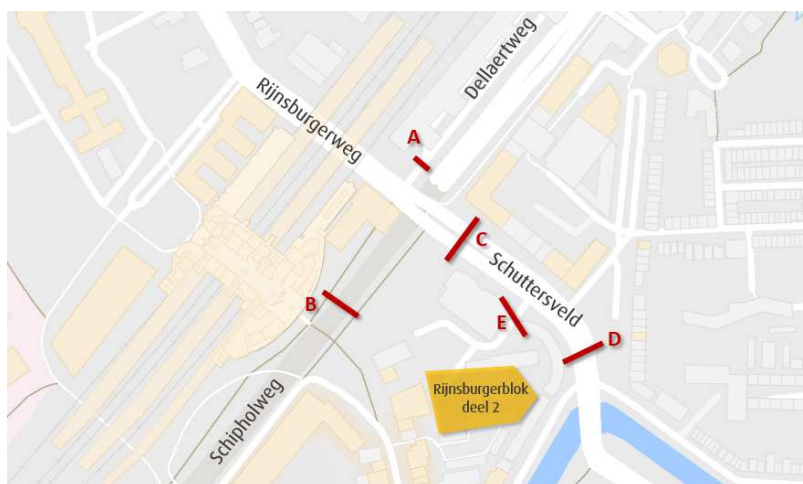 Rijnsburgerweg
Dellaertweg
A
C
Schuttersveld
B
E
D
Rijnsburgerblok
deel 2
Schipholweg